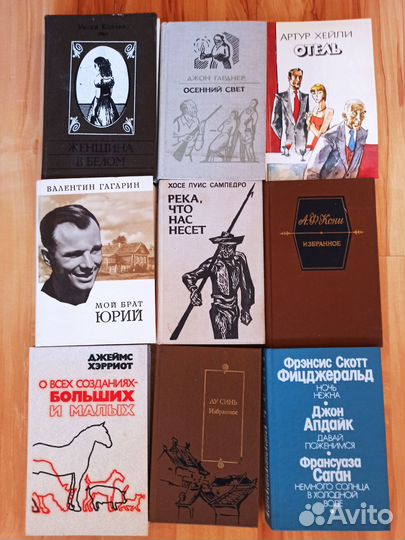 Уилки Коллинз
ЖЕНЩИНА
В БЕЛОМ
ДЖОН ГАРДНЕР
ОСЕННИЙ СВЕТ
АРТУР ХЕЙЛИ
ОТЕЛЬ
ВАЛЕНТИН ГАГАРИН
МОЙ БРАТ
ЮРИЙ
ХОСЕ ЛУИС САМПЕДРО
РЕКА,
ЧТО
НАС
НЕСЕТ
А.Ф.Кони
ИЗБРАННОЕ
ДЖЕЙМС
ХЭРРИОТ
О ВСЕХ СОЗДАНИЯХ-
БОЛЬШИХ
И МАЛЫХ
ЛУ СИНЬ
Избранное
ФРЭНСИС СКОТТ
ФИЦДЖЕРАЛЬД
НОЧЬ
НЕЖНА
ДЖОН
АПДАЙК
ДАВАЙ
ПОЖЕНИМСЯ
ФРАНСУАЗА
САГАН
НЕМНОГО СОЛНЦА
В ХОЛОДНОЙ
ВОДЕ
Avito